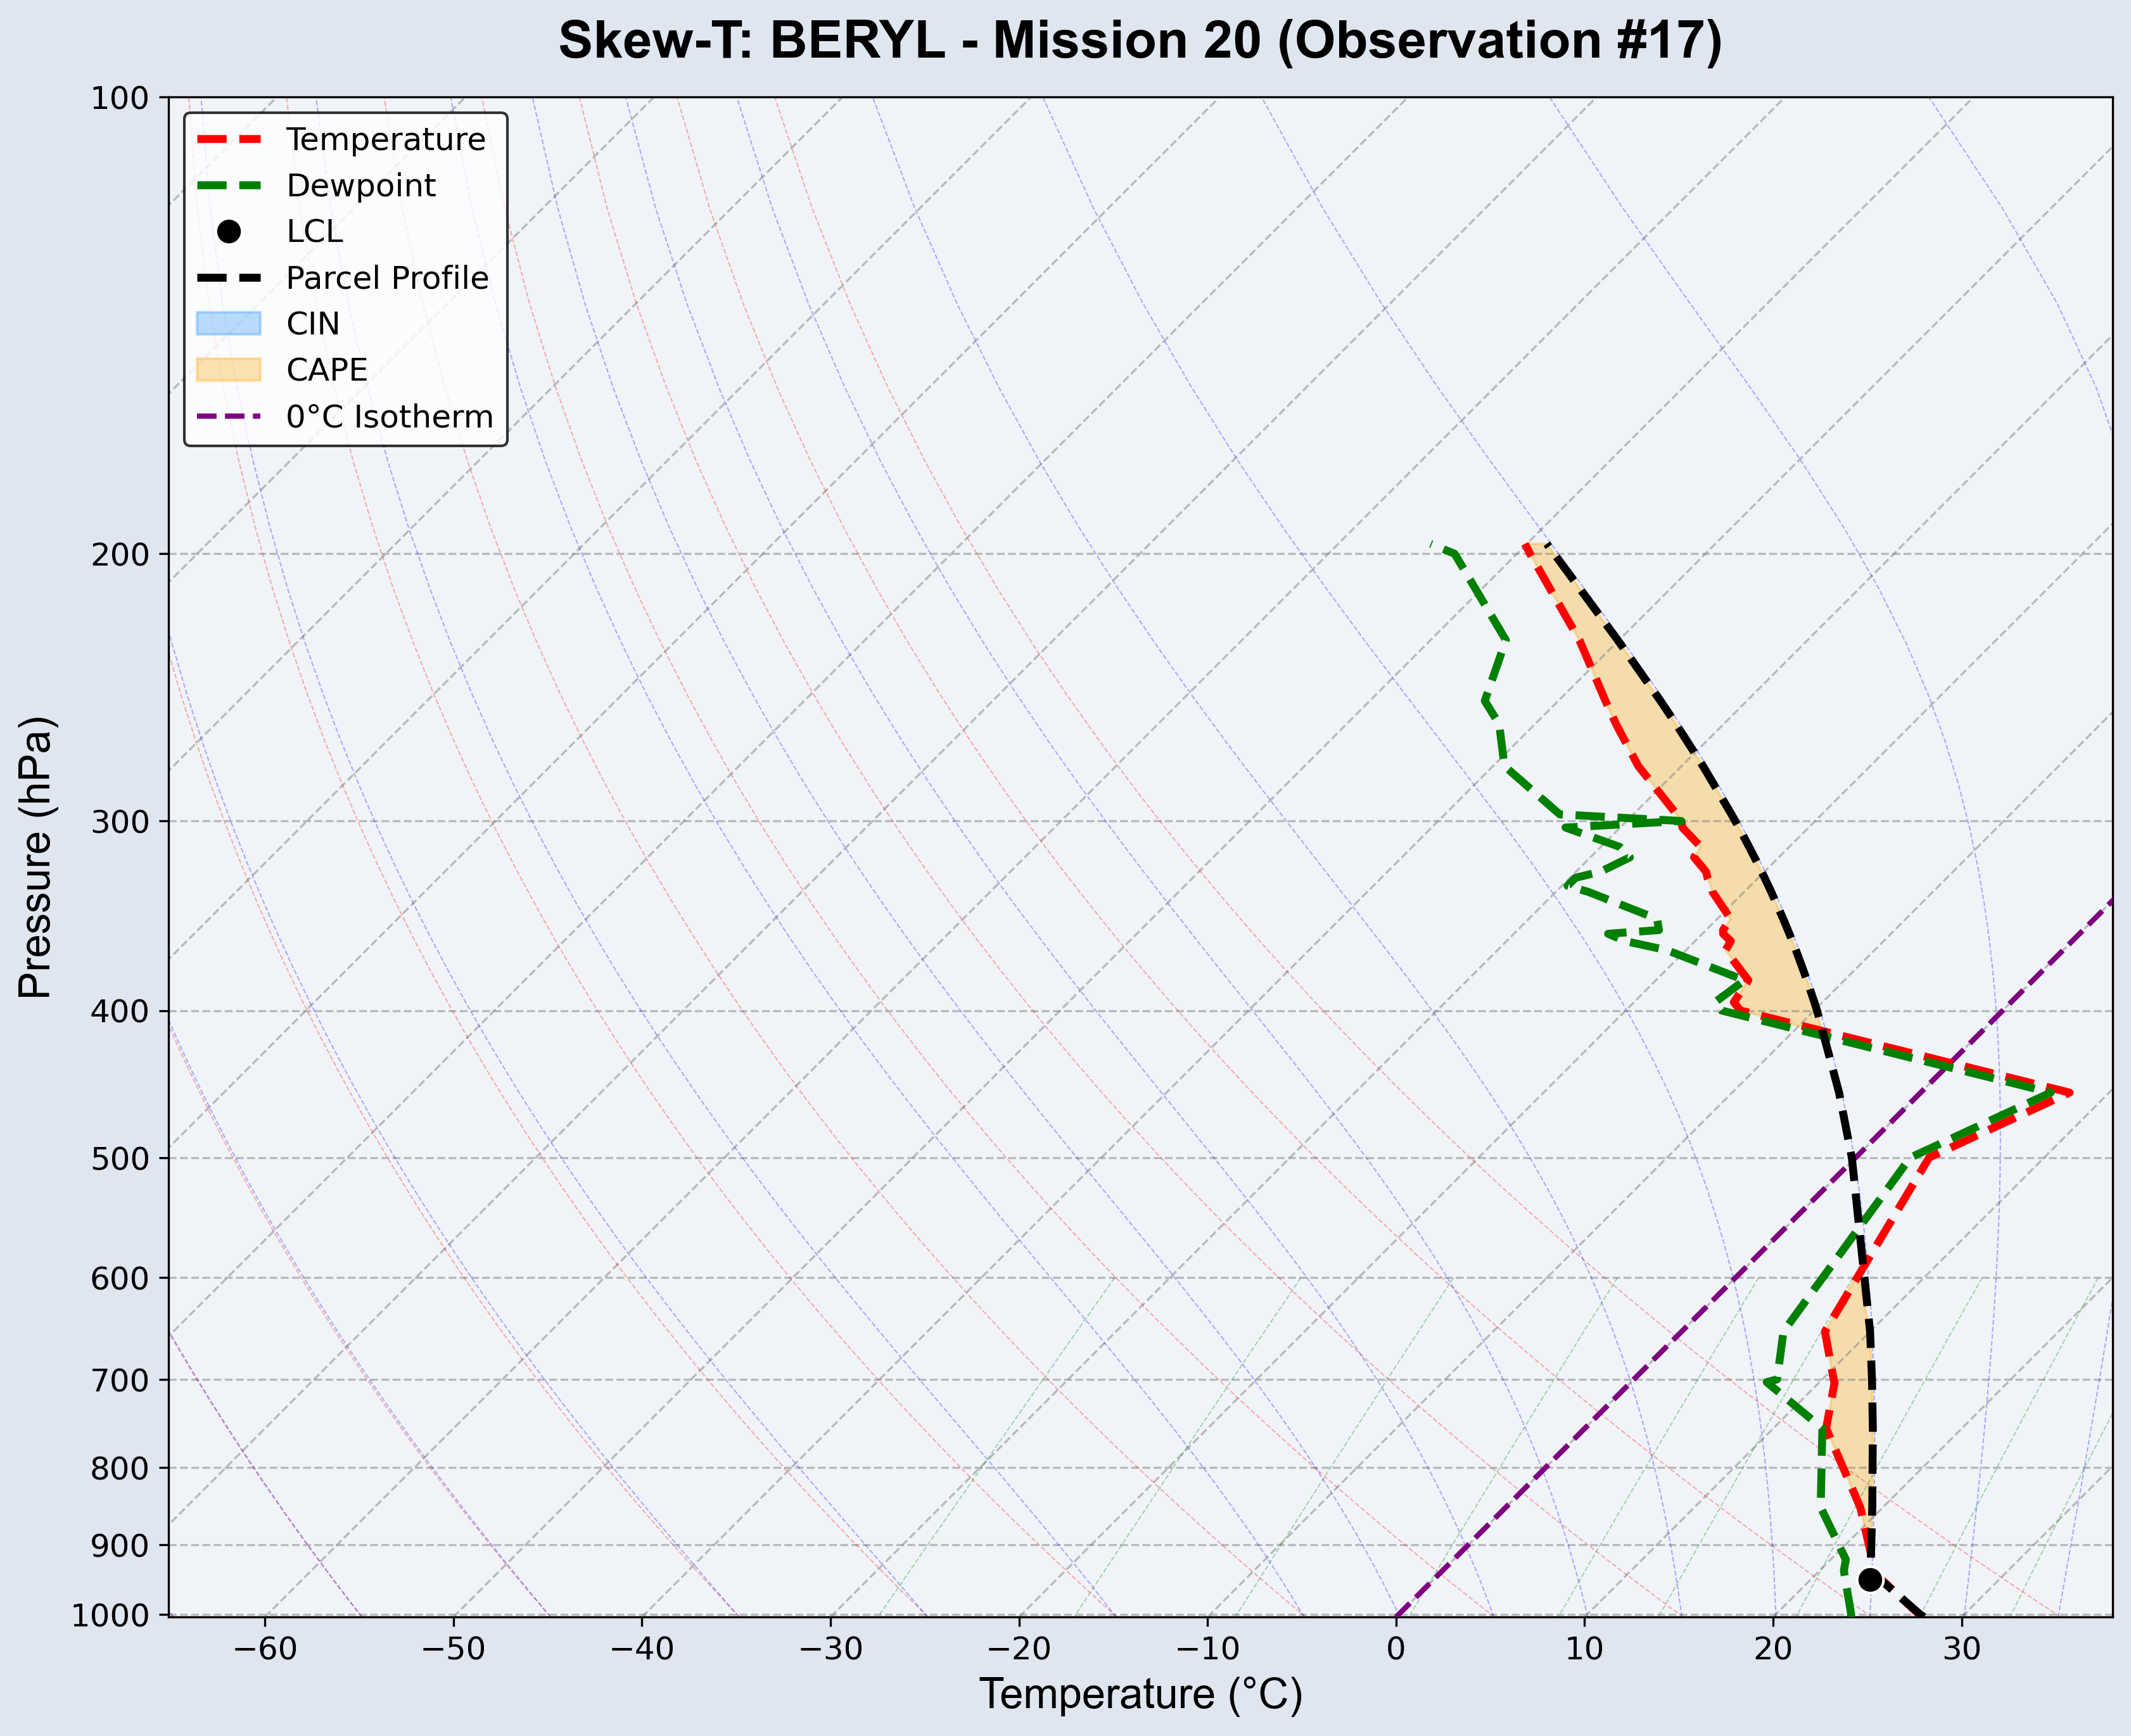 Skew-T: BERYL - Mission 20 (Observation #17)
Temperature
Dewpoint
LCL
Parcel Profile
CIN
CAPE
0°C Isotherm
Pressure (hPa)
100
200
300
400
500
600
700
800
900
1000
−60 −50 −40 −30 −20 −10 0 10 20 30
Temperature (°C)